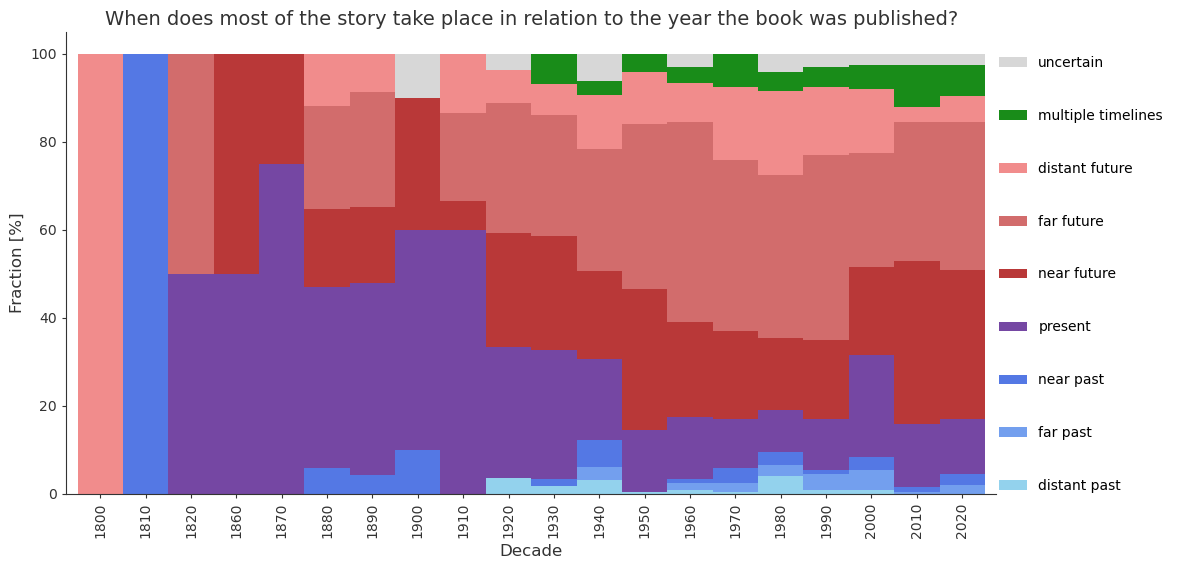 When does most of the story take place in relation to the year the book was published?
Fraction [%]
100
80
60
40
20
0
1800
1810
1820
1860
1870
1880
1890
1900
1910
1920
1930
1940
1950
1960
1970
1980
1990
2000
2010
2020
Decade
uncertain
multiple timelines
distant future
far future
near future
present
near past
far past
distant past